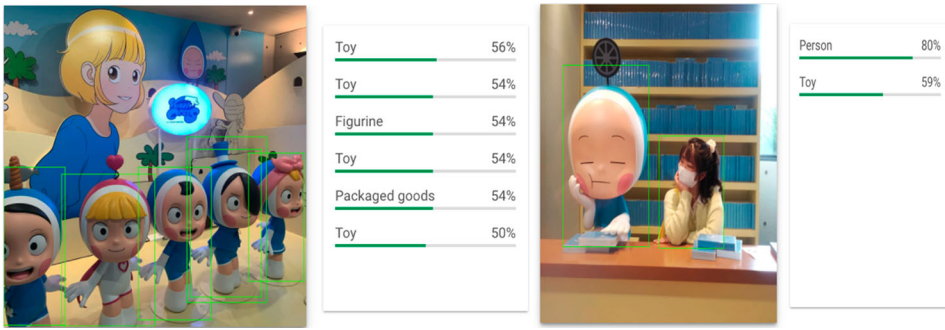 Toy 56%
Toy 54%
Figurine 54%
Toy 54%
Packaged goods 54%
Toy 50%
Person 80%
Toy 59%